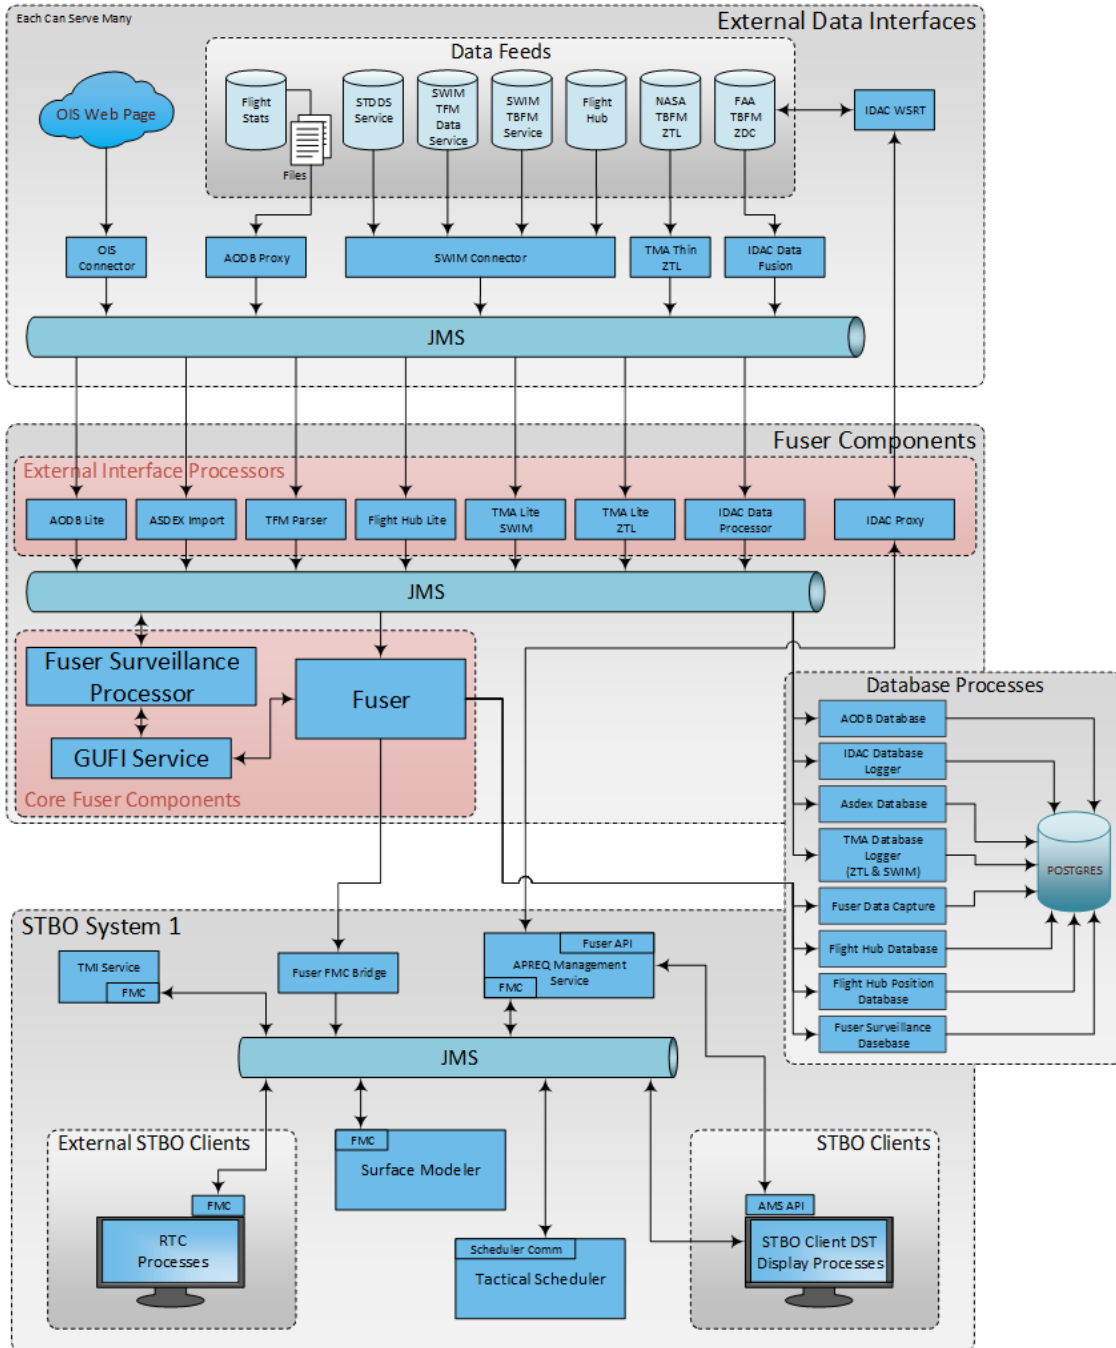 Each Can Serve Many
External Data Interfaces
Data Feeds
OIS Web Page
Flight
Stats
Files
STDDS
Service
SWIM
TFM
Data
Service
SWIM
TBFM
Service
Flight
Hub
NASA
TBFM
ZTL
FAA
TBFM
ZDC
IDAC WSRT
OIS
Connector
AODB Proxy
SWIM Connector
TMA Thin
ZTL
IDAC Data
Fusion
JMS
Fuser Components
External Interface Processors
AODB Lite
ASDEX Import
TFM Parser
Flight Hub Lite
TMA Lite
SWIM
TMA Lite
ZTL
IDAC Data
Processor
IDAC Proxy
JMS
Fuser Surveillance
Processor
Fuser
GUFI Service
Core Fuser Components
Database Processes
AODB Database
IDAC Database
Logger
Asdex Database
TMA Database
Logger
(ZTL & SWIM)
Fuser Data Capture
Flight Hub Database
Flight Hub Position
Database
Fuser Surveillance
Dasebase
POSTGRES
STBO System 1
TMI Service
FMC
Fuser FMC Bridge
Fuser API
APREQ Management
Service
FMC
JMS
External STBO Clients
FMC
RTC
Processes
FMC
Surface Modeler
Scheduler Comm
Tactical Scheduler
STBO Clients
AMS API
STBO Client DST
Display Processes